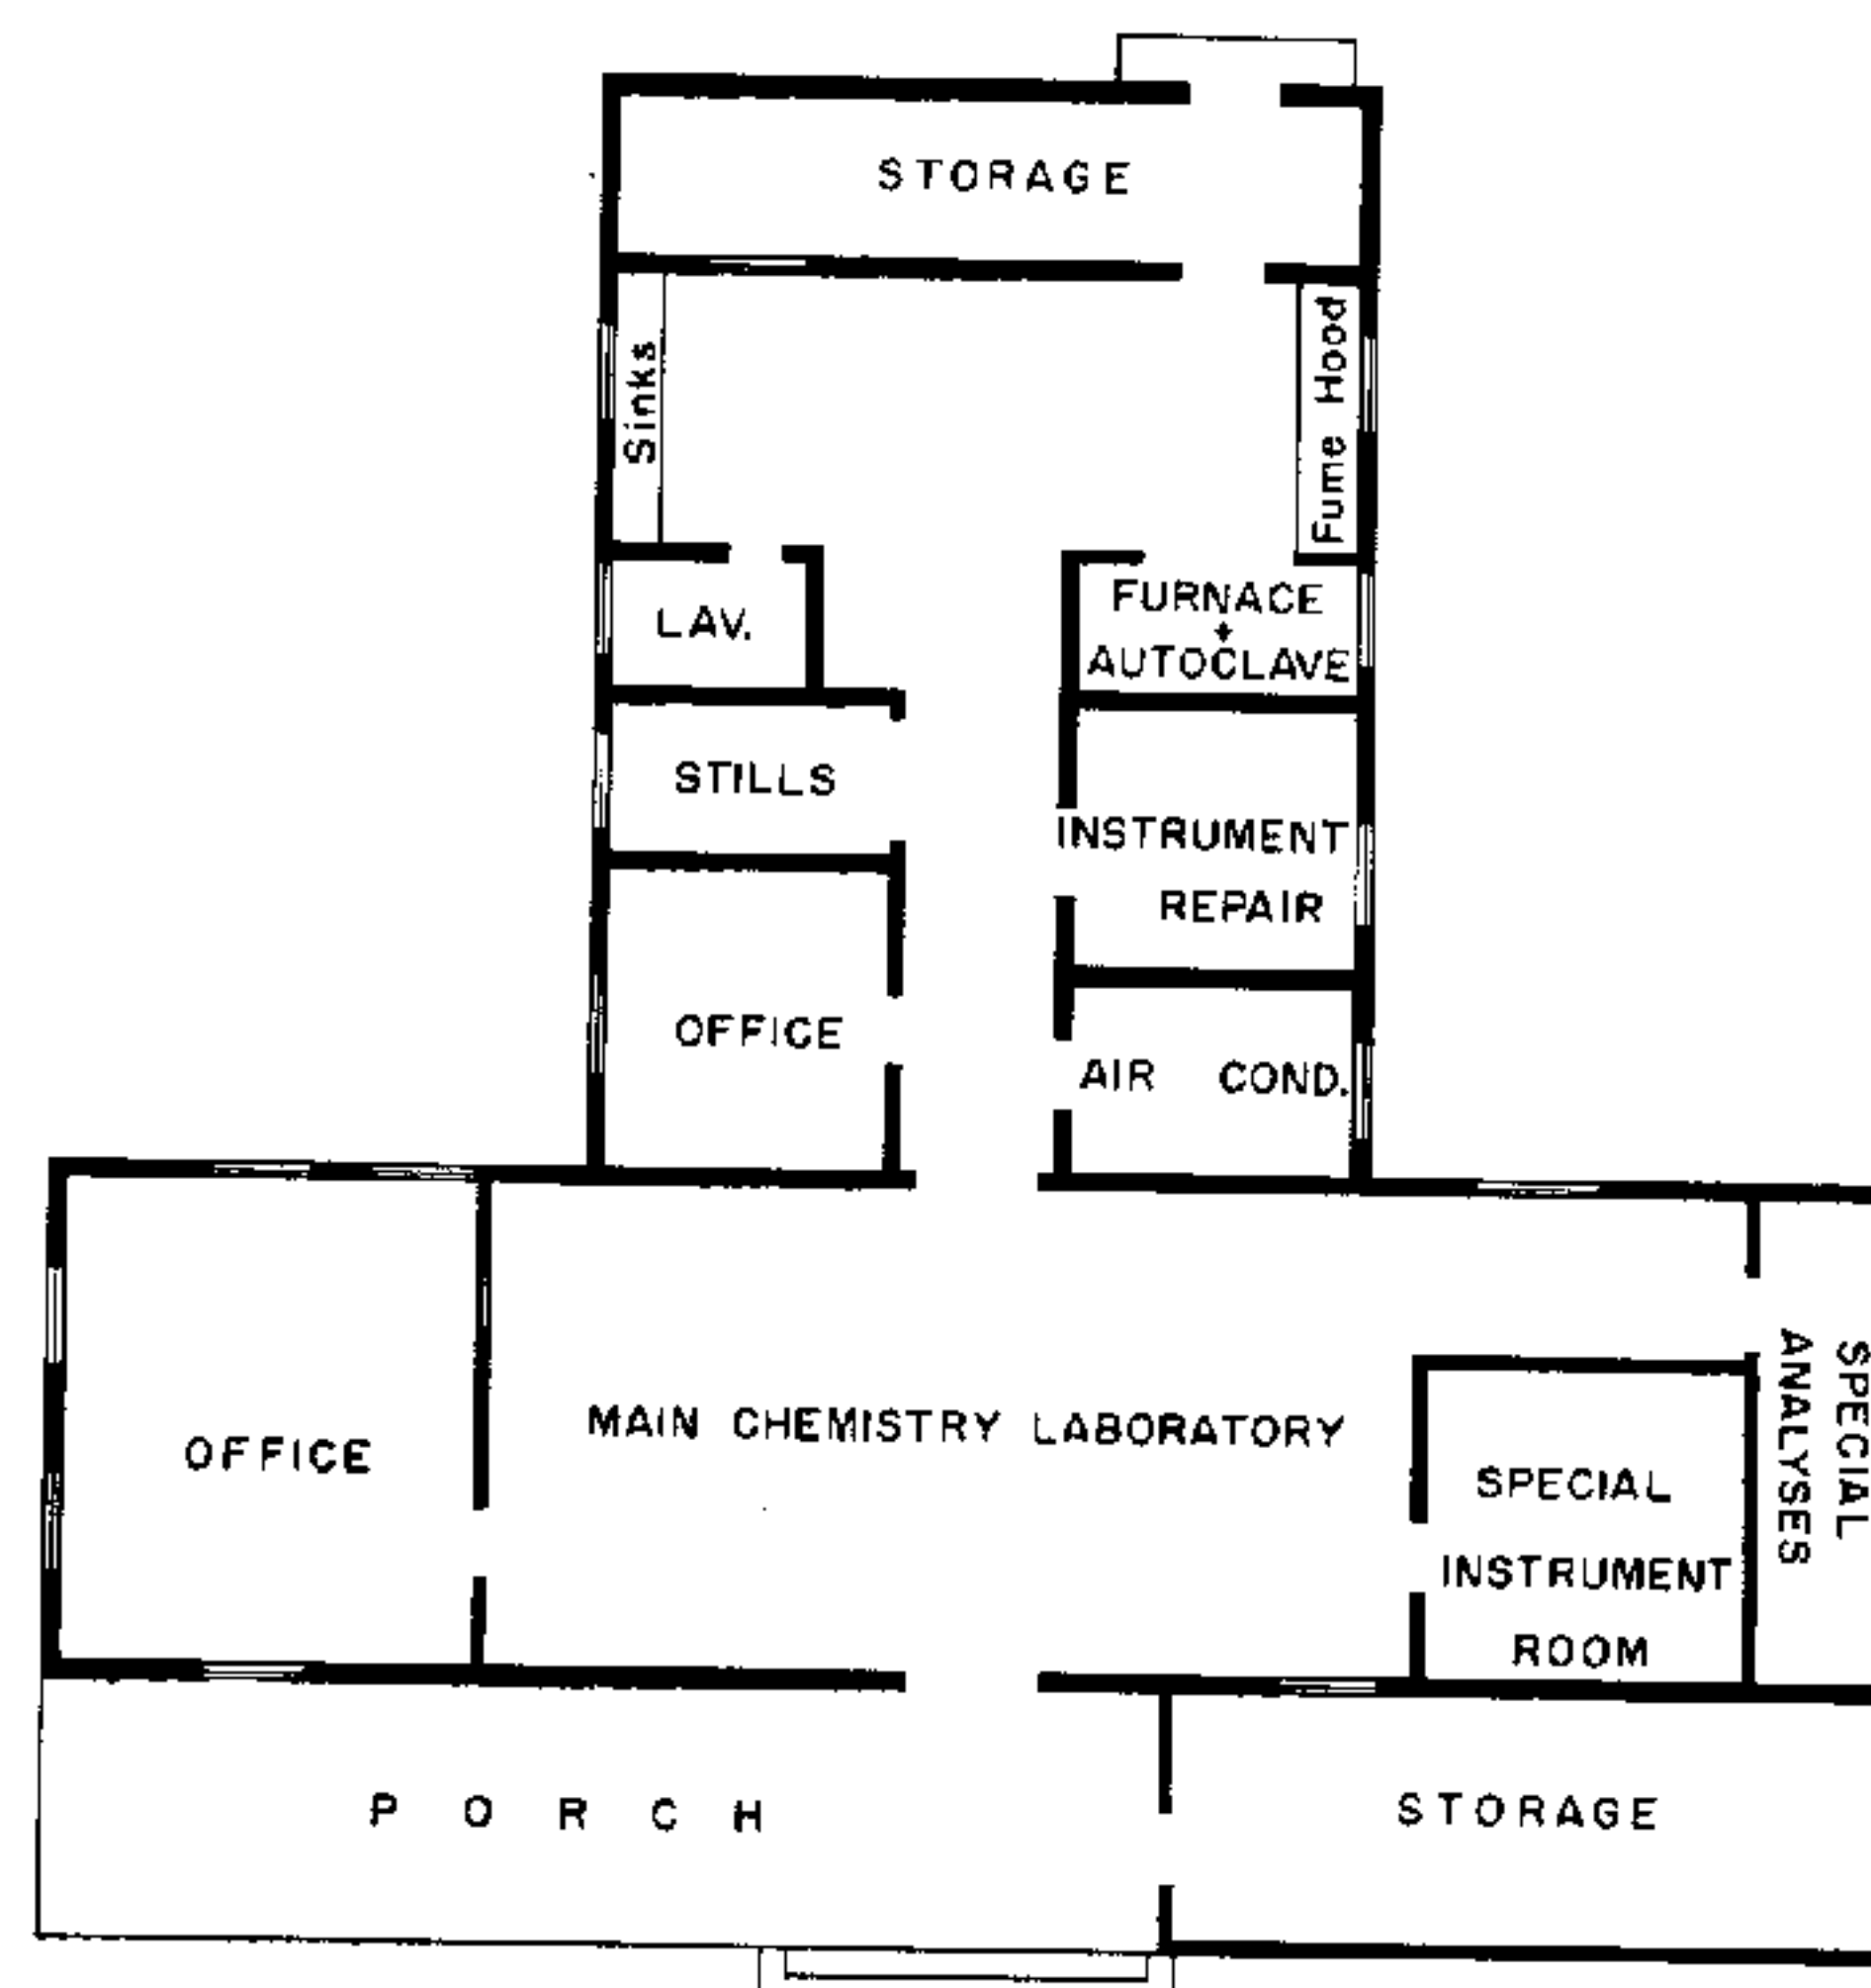 STORAGE
Sinks
Fume Hood
LAV.
FURNACE
+
AUTOCLAVE
STILLS
INSTRUMENT
REPAIR
OFFICE
AIR COND.
OFFICE
MAIN CHEMISTRY LABORATORY
SPECIAL
INSTRUMENT
ROOM
SPECIAL
ANALYSES
PORCH
STORAGE